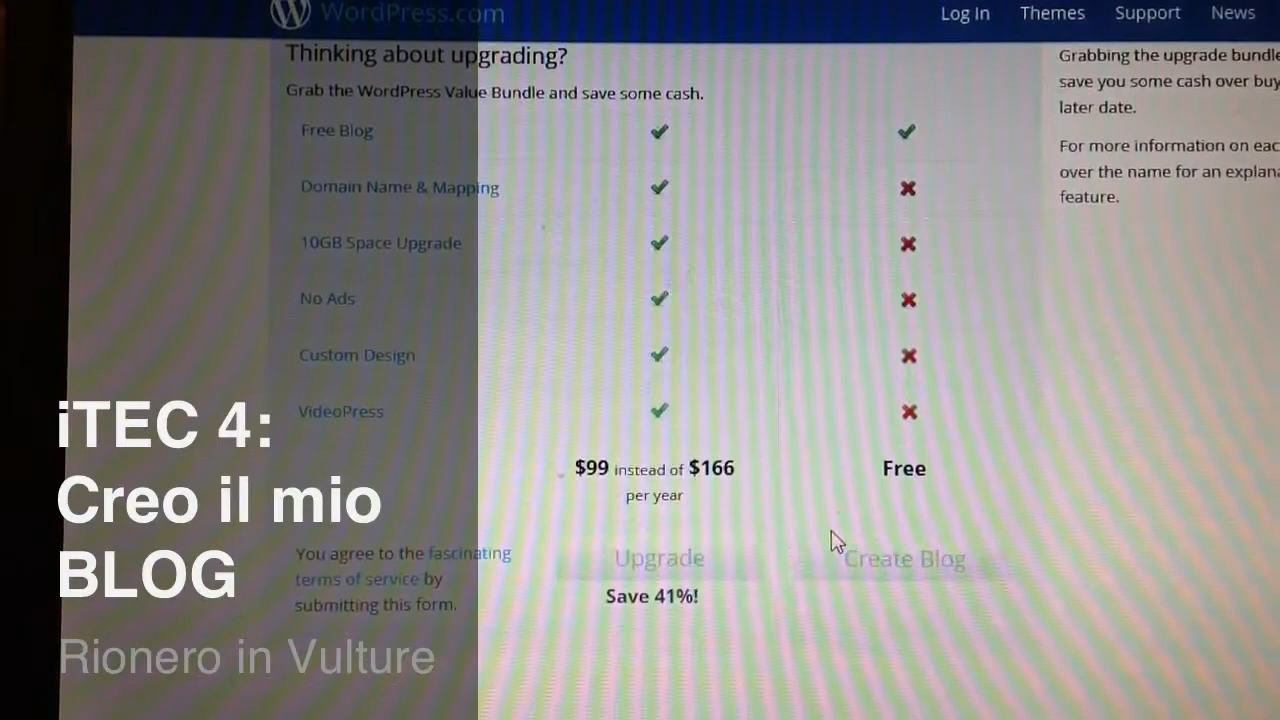 WordPress.com
Log In Themes Support News
Thinking about upgrading?
Grab the WordPress Value Bundle and save some cash.
Free Blog
Domain Name & Mapping
10GB Space Upgrade
No Ads
Custom Design
VideoPress
$99 instead of $166
per year
Free
You agree to the fascinating
terms of service by
submitting this form.
Upgrade
Create Blog
Save 41%!
Grabbing the upgrade
save you some cash over
later date.
For more information on
over the name for an
feature.
iTEC 4:
Creo il mio
BLOG
Rionero in Vulture